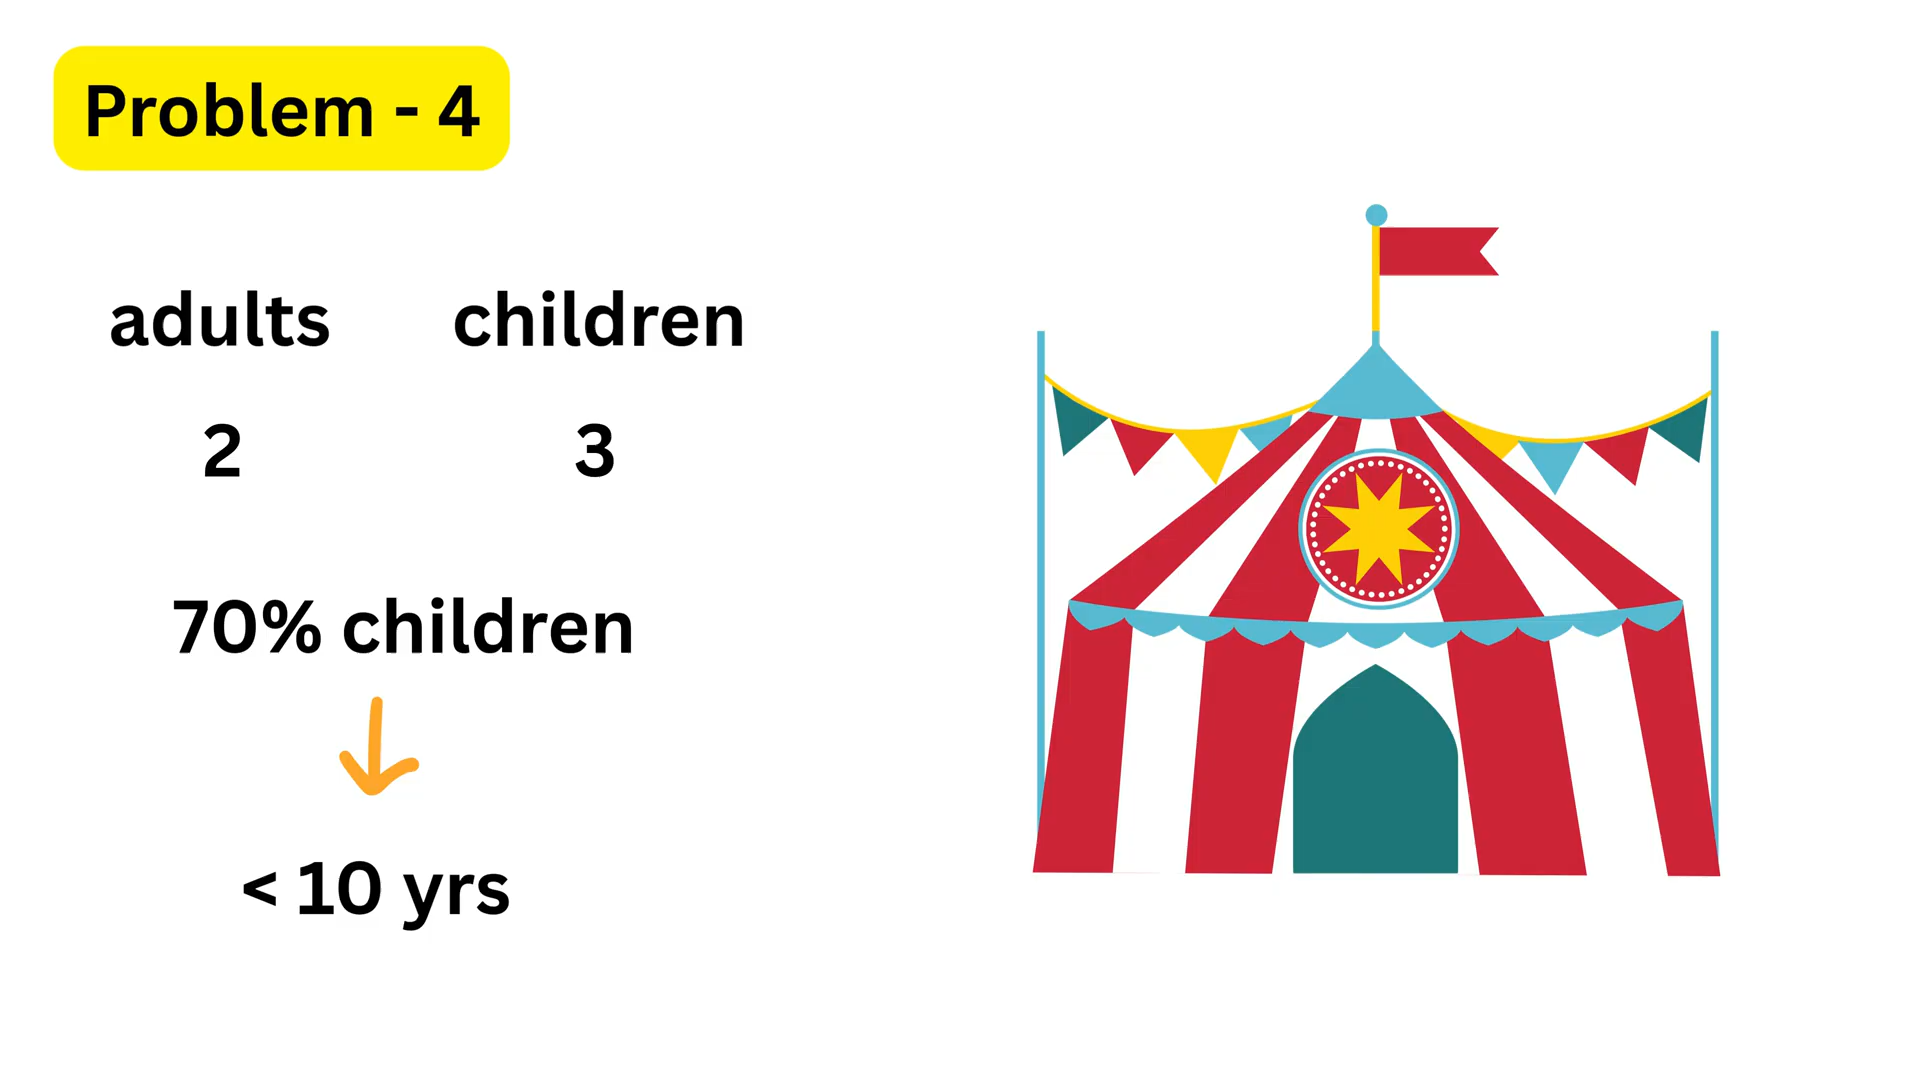 Problem - 4
adults children
2 3
70% children
< 10 yrs